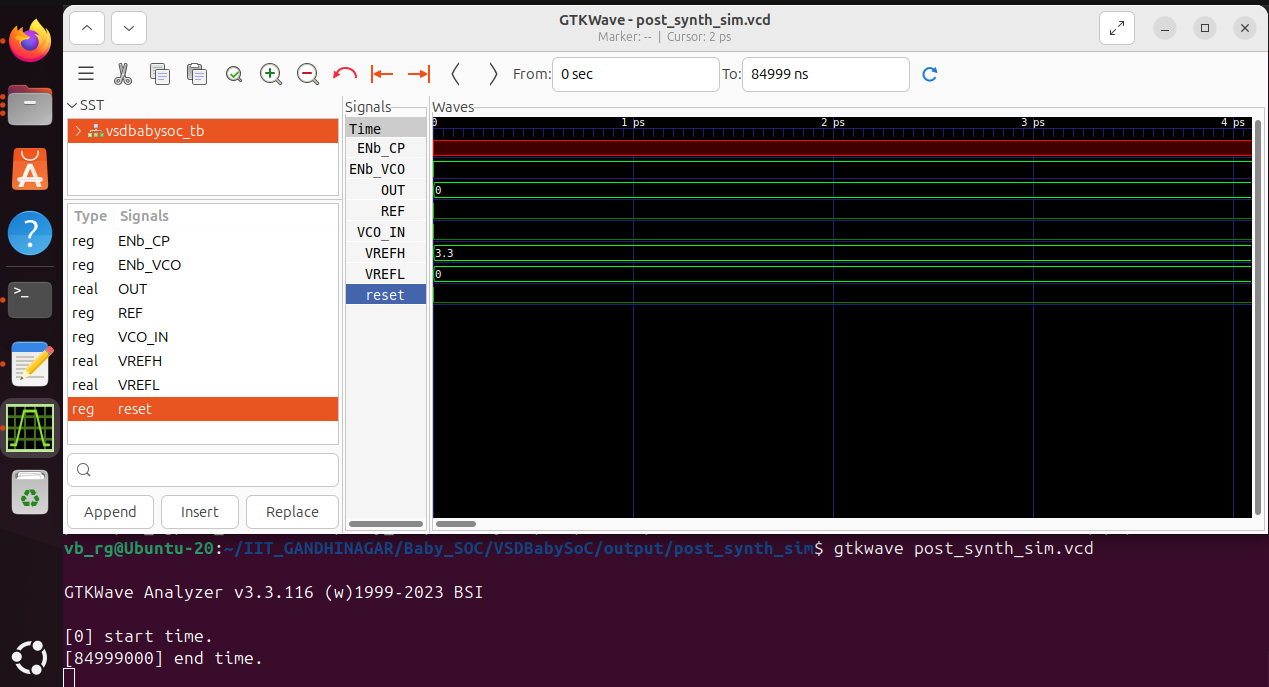 GTKWave - post_synth_sim.vcd
Marker: -- | Cursor: 2 ps
From: 0 sec To: 84999 ns
SST
vsdbabysoc_tb
Type Signals
reg ENb_CP
reg ENb_VCO
real OUT
reg REF
reg VCO_IN
real VREFH
real VREFL
reg reset
Append Insert Replace
Signals
Time
ENb_CP
ENb_VCO
OUT
REF
VCO_IN
VREFH
VREFL
reset
Waves
0 1 ps 2 ps 3 ps 4 ps
0
3.3
0
vb_rg@Ubuntu-20:~/IIT_GANDHINAGAR/Baby_SOC/VSDBabySoC/output/post_synth_sim$ gtkwave post_synth_sim.vcd
GTKWave Analyzer v3.3.116 (w)1999-2023 BSI
[0] start time.
[84999000] end time.